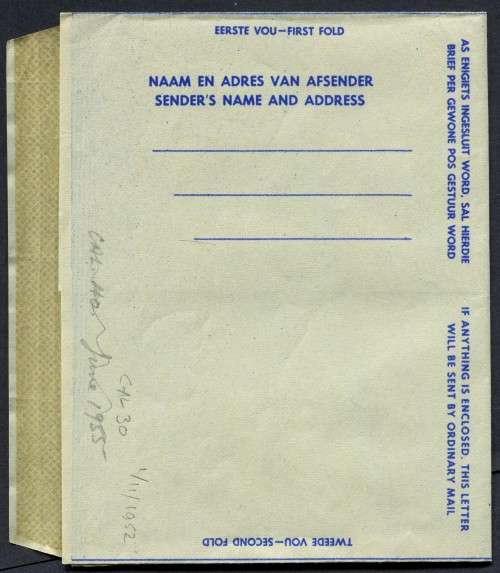 EERSTE VOU—FIRST FOLD
NAAM EN ADRES VAN AFSENDER
SENDER'S NAME AND ADDRESS
AS ENIGIETS INGESLUIT WORD, SAL HIERDIE
BRIEF PER GEWONE POS GESTUUR WORD
IF ANYTHING IS ENCLOSED, THIS LETTER
WILL BE SENT BY ORDINARY MAIL
June 1955
CAL 30
1/11/1952
TWEEDE VOU—SECOND FOLD